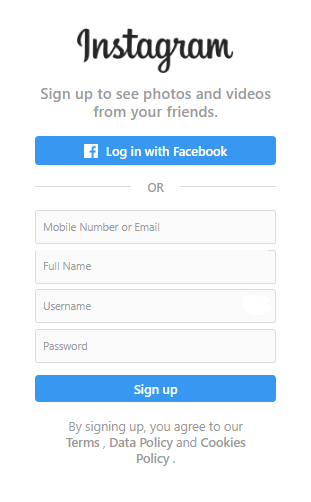 Instagram
Sign up to see photos and videos
from your friends.
Log in with Facebook
OR
Mobile Number or Email
Full Name
Username
Password
Sign up
By signing up, you agree to our
Terms , Data Policy and Cookies
Policy .